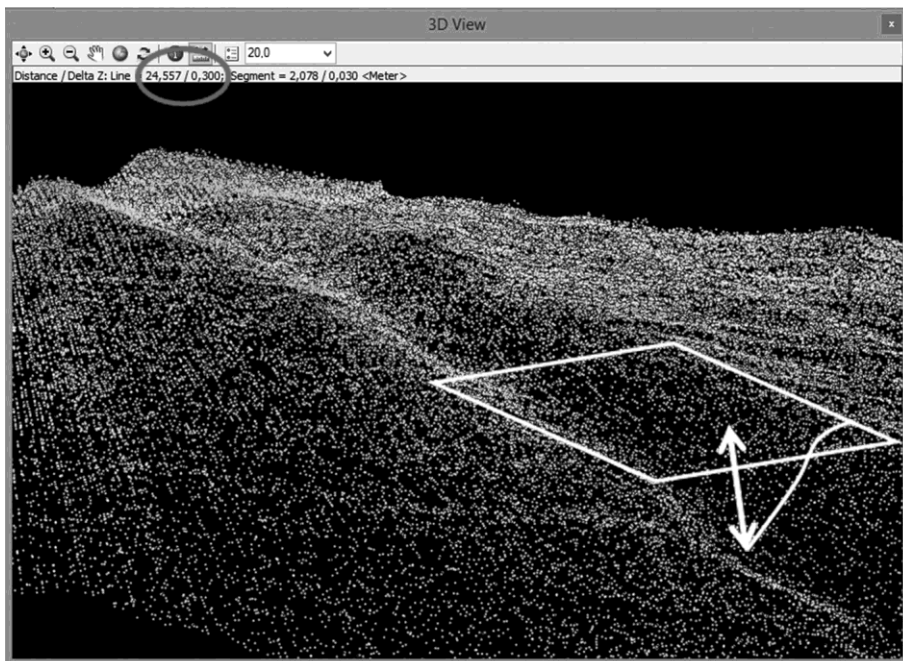 3D View
x
20,0
Distance / Delta Z: Line = 24,557 / 0,300; Segment = 2,078 / 0,030 <Meter>